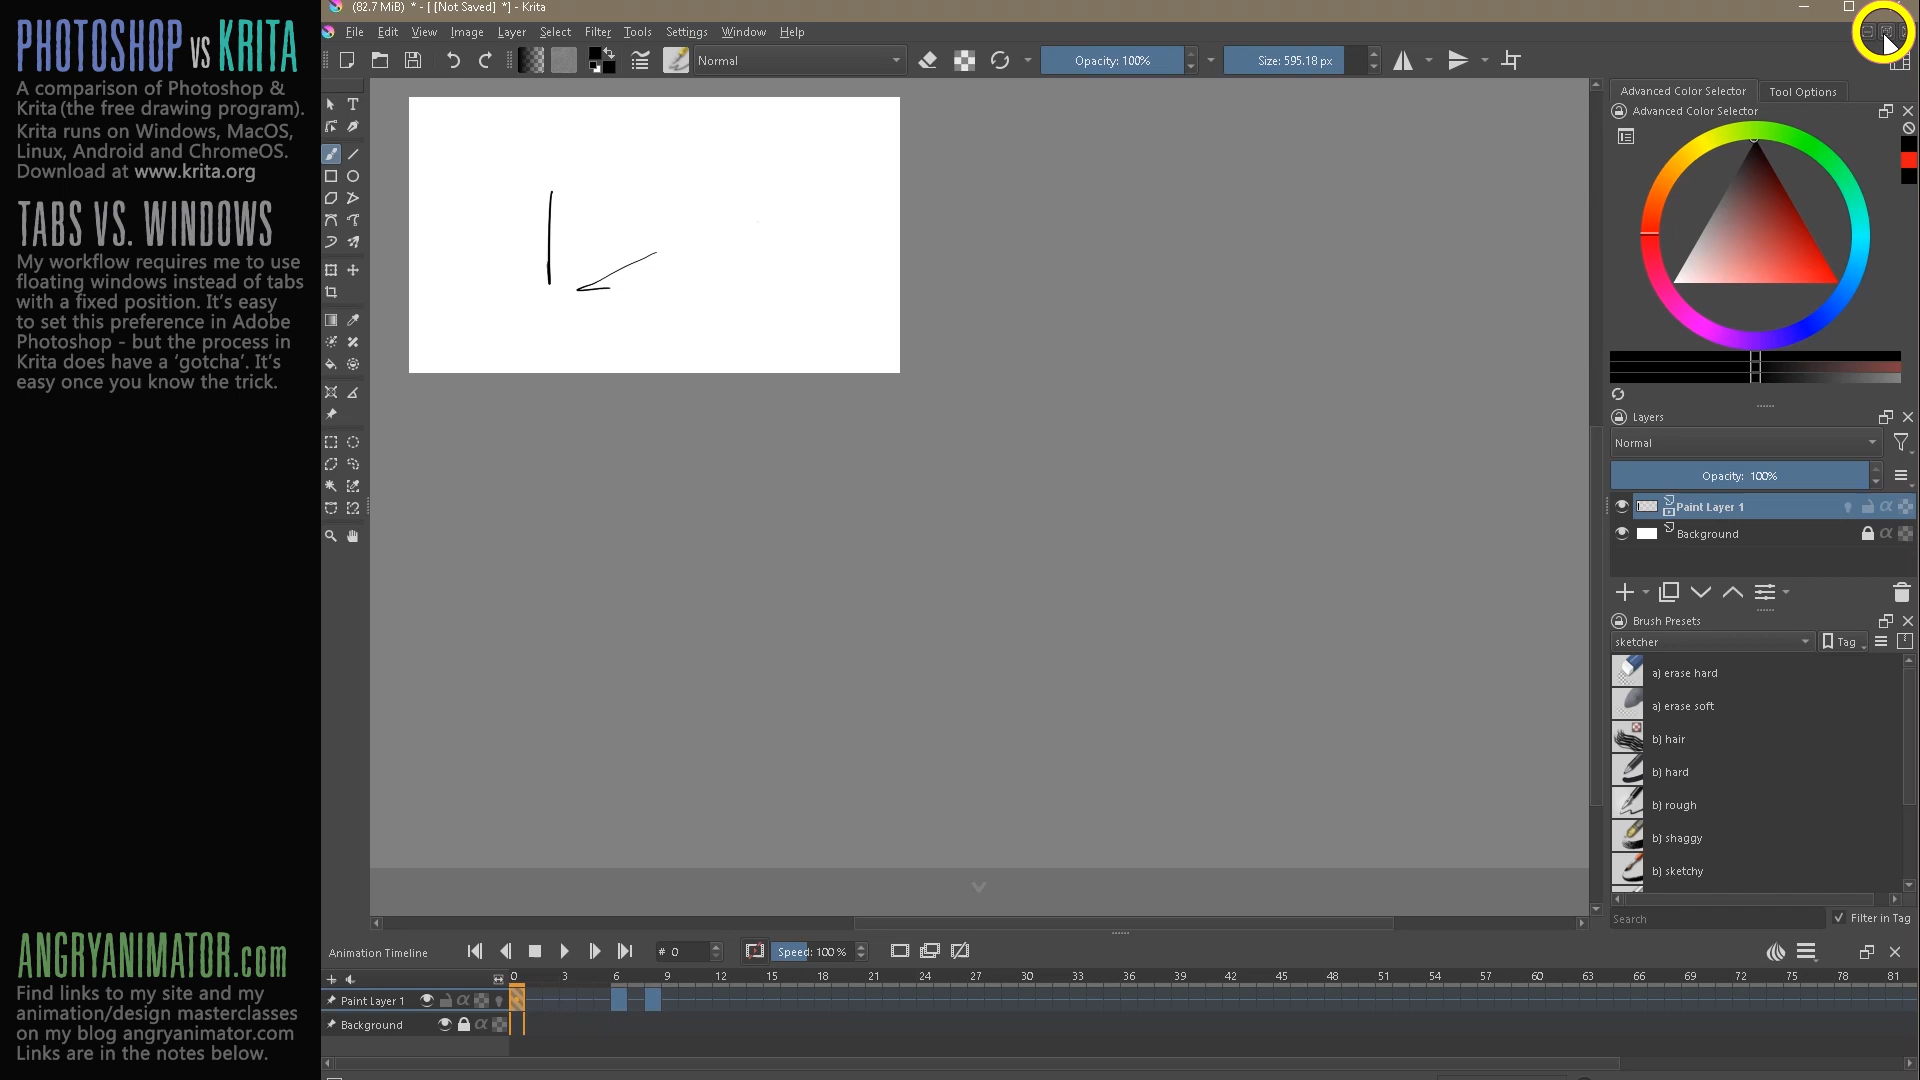 PHOTOSHOP VS KRITA
A comparison of Photoshop &
Krita (the free drawing program).
Krita runs on Windows, MacOS,
Linux, Android and ChromeOS.
Download at www.krita.org
TABS VS. WINDOWS
My workflow requires me to use
floating windows instead of tabs
with a fixed position. It's easy
to set this preference in Adobe
Photoshop - but the process in
Krita does have a 'gotcha'. It's
easy once you know the trick.
ANGRYANIMATOR.com
Find links to my site and my
animation/design masterclasses
on my blog angryanimator.com
Links are in the notes below.
(82.7 MiB) * - [ [Not Saved] *] - Krita
File Edit View Image Layer Select Filter Tools Settings Window Help
Normal
Opacity: 100%
Size: 595.18 px
Advanced Color Selector
Tool Options
Advanced Color Selector
Layers
Normal
Opacity: 100%
Paint Layer 1
Background
Brush Presets
sketcher
Tag
a) erase hard
a) erase soft
b) hair
b) hard
b) rough
b) shaggy
b) sketchy
Search
Filter in Tag
Animation Timeline
# 0
Speed: 100 %
0 3 6 9 12 15 18 21 24 27 30 33 36 39 42 45 48 51 54 57 60 63 66 69 72 75 78 81
Paint Layer 1
Background